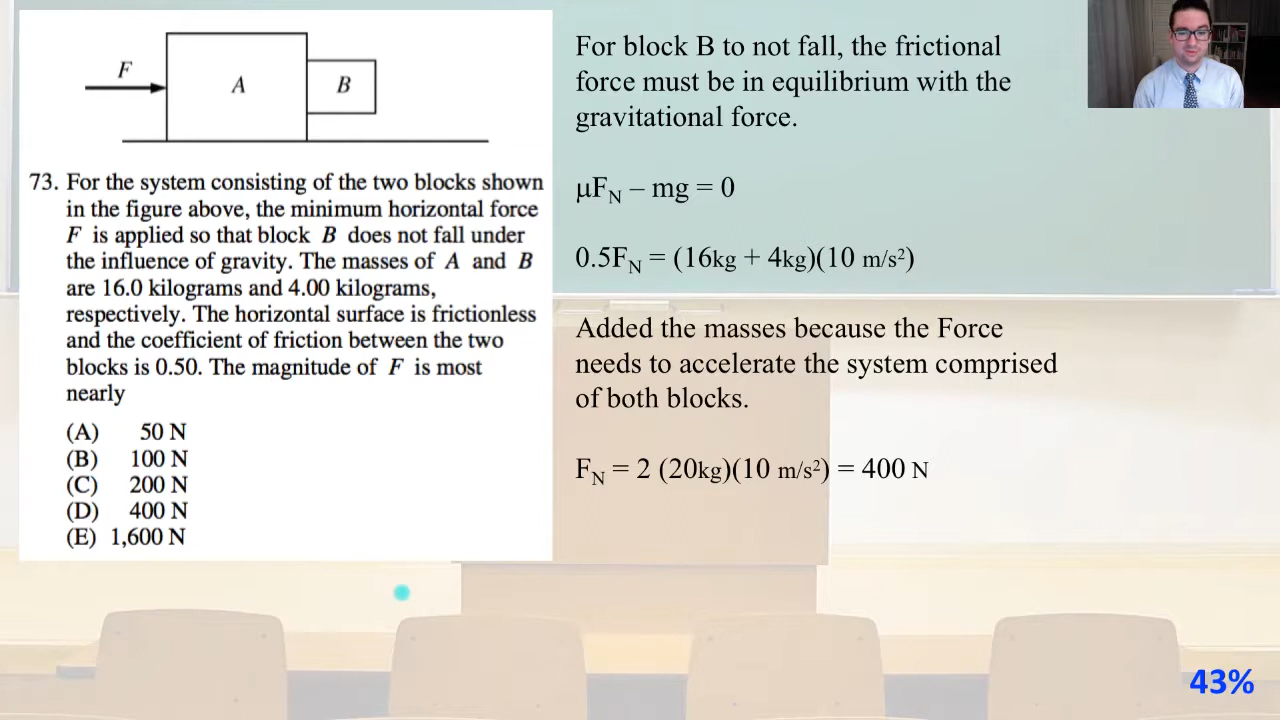 F
A
B
73. For the system consisting of the two blocks shown
in the figure above, the minimum horizontal force
F is applied so that block B does not fall under
the influence of gravity. The masses of A and B
are 16.0 kilograms and 4.00 kilograms,
respectively. The horizontal surface is frictionless
and the coefficient of friction between the two
blocks is 0.50. The magnitude of F is most
nearly
(A) 50 N
(B) 100 N
(C) 200 N
(D) 400 N
(E) 1,600 N
For block B to not fall, the frictional
force must be in equilibrium with the
gravitational force.
μFN – mg = 0
0.5FN = (16kg + 4kg)(10 m/s²)
Added the masses because the Force
needs to accelerate the system comprised
of both blocks.
FN = 2 (20kg)(10 m/s²) = 400 N
43%